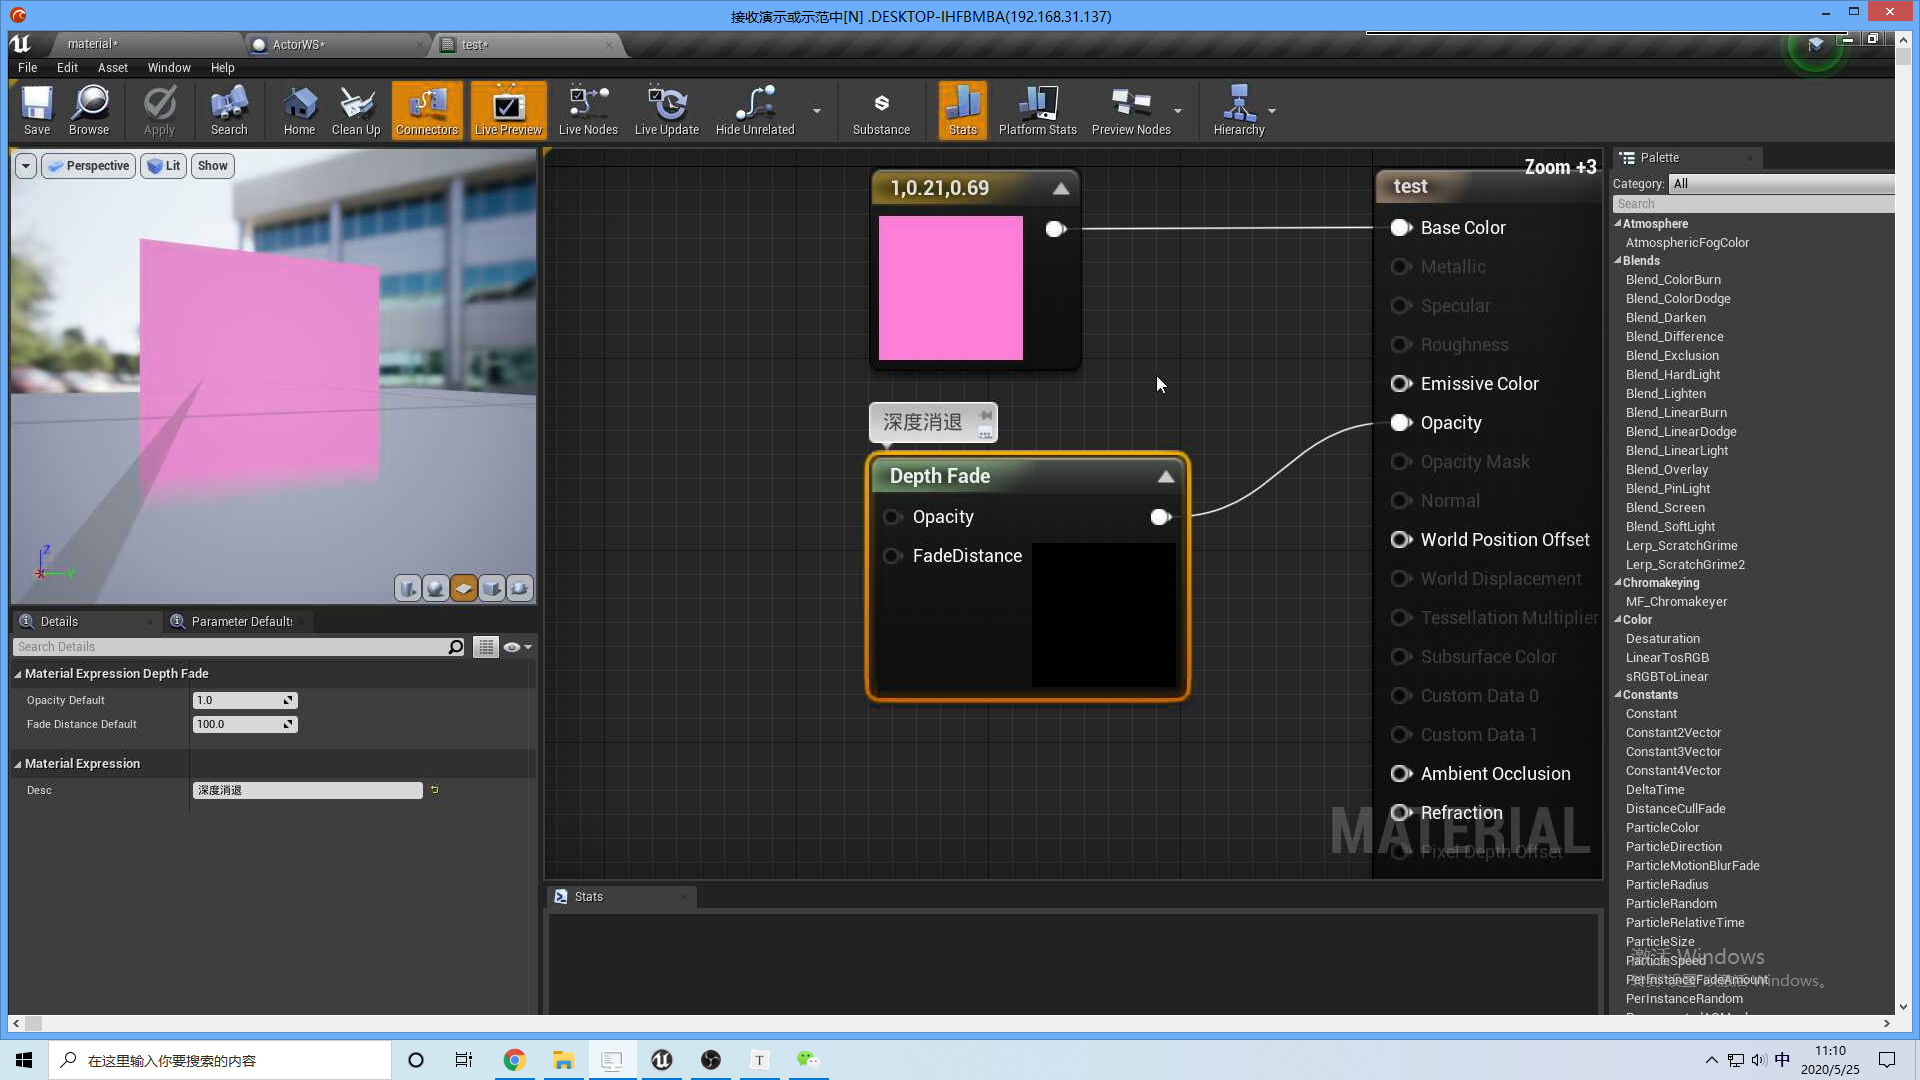 接收演示或示范中[N] .DESKTOP-IHFBMBA(192.168.31.137)
material*
ActorWS*
test*
File Edit Asset Window Help
Save Browse Apply Search Home Clean Up Connectors Live Preview Live Nodes Live Update Hide Unrelated Substance Stats Platform Stats Preview Nodes Hierarchy
Perspective Lit Show
Z
X
Y
Details
Parameter Default
Search Details
Material Expression Depth Fade
Opacity Default 1.0
Fade Distance Default 100.0
Material Expression
Desc 深度消退
Zoom +3
1,0.21,0.69
深度消退
Depth Fade
Opacity
FadeDistance
test
Base Color
Metallic
Specular
Roughness
Emissive Color
Opacity
Opacity Mask
Normal
World Position Offset
World Displacement
Tessellation Multiplier
Subsurface Color
Custom Data 0
Custom Data 1
Ambient Occlusion
Refraction
Pixel Depth Offset
MATERIAL
Stats
Palette
Category: All
Search
Atmosphere
AtmosphericFogColor
Blends
Blend_ColorBurn
Blend_ColorDodge
Blend_Darken
Blend_Difference
Blend_Exclusion
Blend_HardLight
Blend_Lighten
Blend_LinearBurn
Blend_LinearDodge
Blend_LinearLight
Blend_Overlay
Blend_PinLight
Blend_Screen
Blend_SoftLight
Lerp_ScratchGrime
Lerp_ScratchGrime2
Chromakeying
MF_Chromakeyer
Color
Desaturation
LinearTosRGB
sRGBToLinear
Constants
Constant
Constant2Vector
Constant3Vector
Constant4Vector
DeltaTime
DistanceCullFade
ParticleColor
ParticleDirection
ParticleMotionBlurFade
ParticleRadius
ParticleRandom
ParticleRelativeTime
ParticleSize
ParticleSpeed
PerInstanceFadeAmount
PerInstanceRandom
激活 Windows
转到"设置"以激活 Windows。
在这里输入你要搜索的内容
中
11:10
2020/5/25